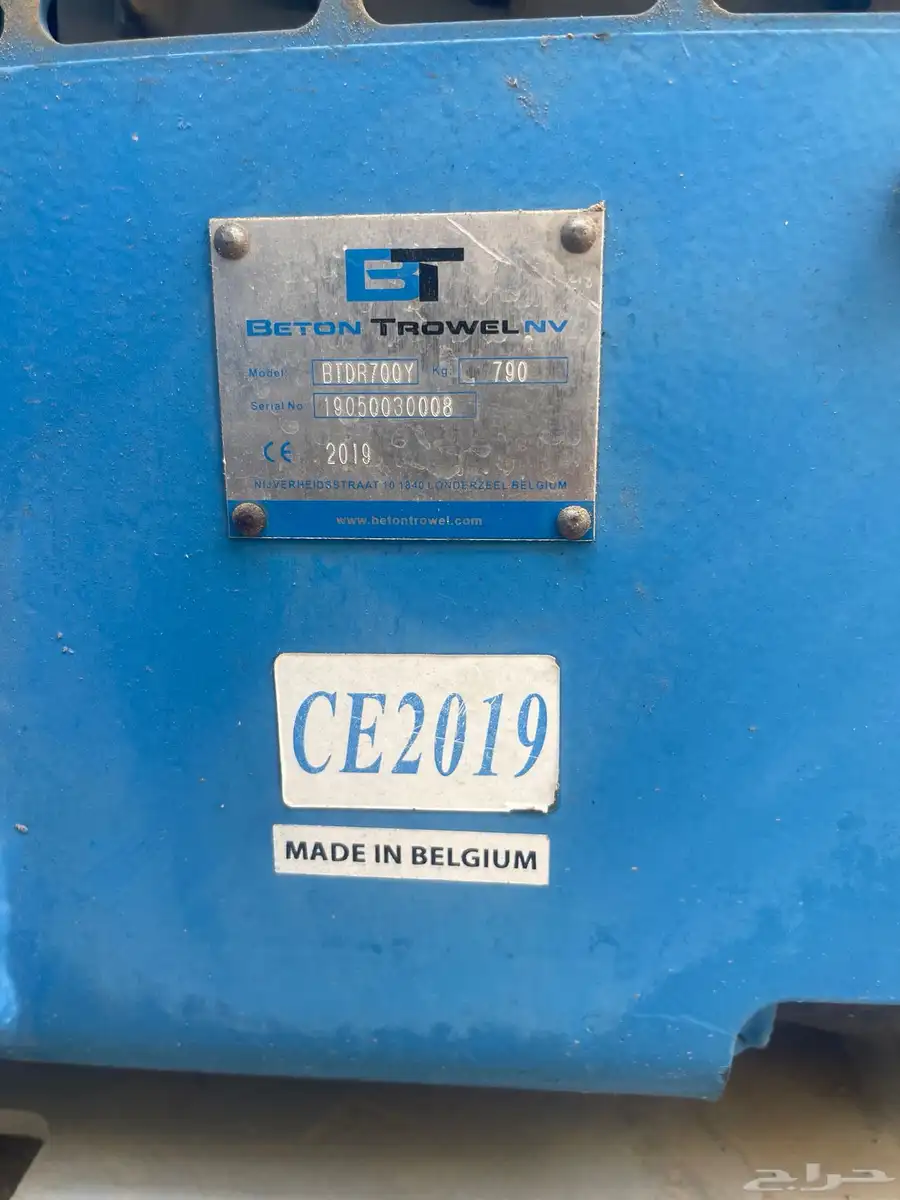 BT
BETON TROWEL NV
Model BTDR700Y Kg 790
Serial No 19050030008
CE 2019
NIJVERHEIDSSTRAAT 10 1840 LONDERZEEL BELGIUM
www.betontrowel.com
CE2019
MADE IN BELGIUM
حراج